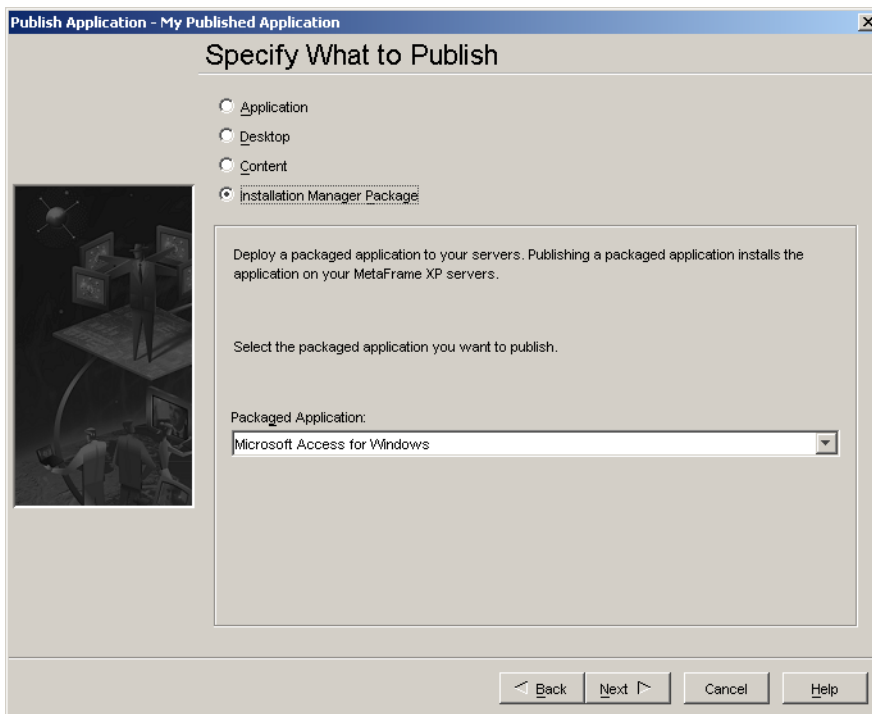 Publish Application - My Published Application
Specify What to Publish
Application
Desktop
Content
Installation Manager Package
Deploy a packaged application to your servers. Publishing a packaged application installs the
application on your MetaFrame XP servers.
Select the packaged application you want to publish.
Packaged Application:
Microsoft Access for Windows
Back
Next
Cancel
Help